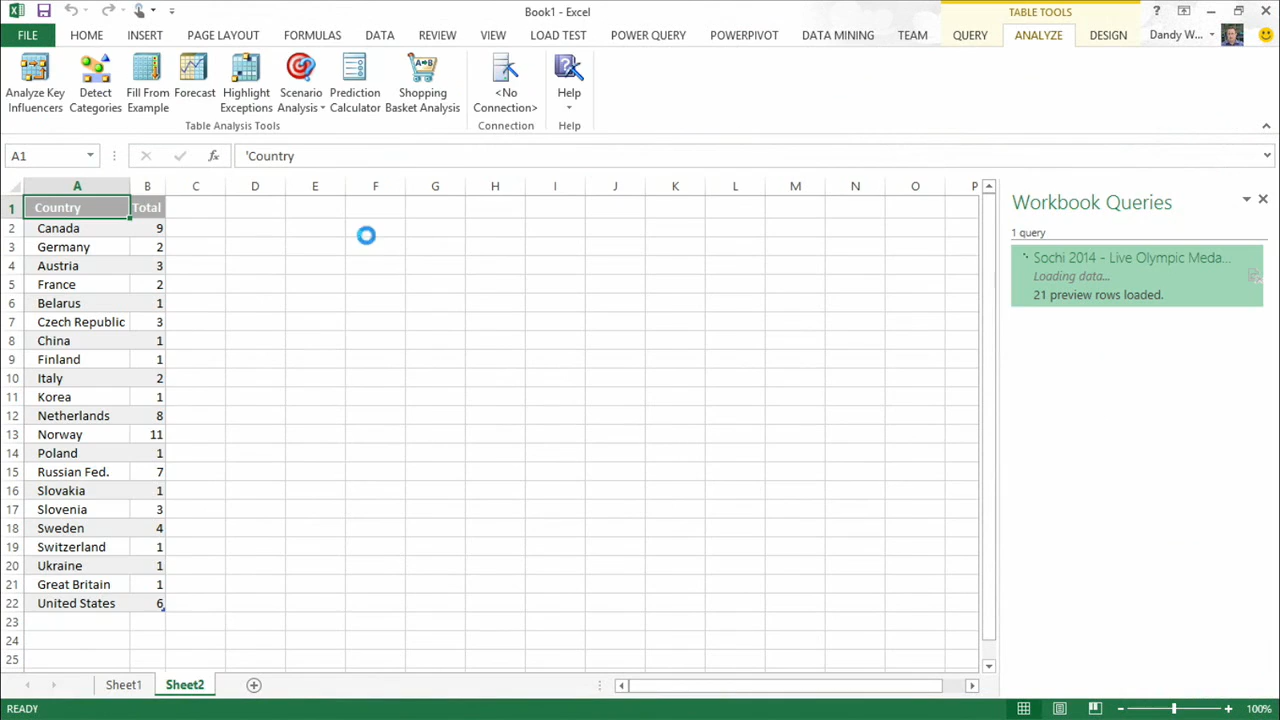 Book1 - Excel
TABLE TOOLS
?
FILE
HOME
INSERT
PAGE LAYOUT
FORMULAS
DATA
REVIEW
VIEW
LOAD TEST
POWER QUERY
POWERPIVOT
DATA MINING
TEAM
QUERY
ANALYZE
DESIGN
Dandy W...
Analyze Key
Influencers
Detect
Categories
Fill From
Example
Forecast
Highlight
Exceptions
Scenario
Analysis
Prediction
Calculator
Shopping
Basket Analysis
<No
Connection>
Help
Table Analysis Tools
Connection
Help
A1
fx
'Country
A B C D E F G H I J K L M N O P
1 Country Total
2 Canada 9
3 Germany 2
4 Austria 3
5 France 2
6 Belarus 1
7 Czech Republic 3
8 China 1
9 Finland 1
10 Italy 2
11 Korea 1
12 Netherlands 8
13 Norway 11
14 Poland 1
15 Russian Fed. 7
16 Slovakia 1
17 Slovenia 3
18 Sweden 4
19 Switzerland 1
20 Ukraine 1
21 Great Britain 1
22 United States 6
23
24
25
Workbook Queries
1 query
Sochi 2014 - Live Olympic Meda...
Loading data...
21 preview rows loaded.
Sheet1
Sheet2
READY
100%